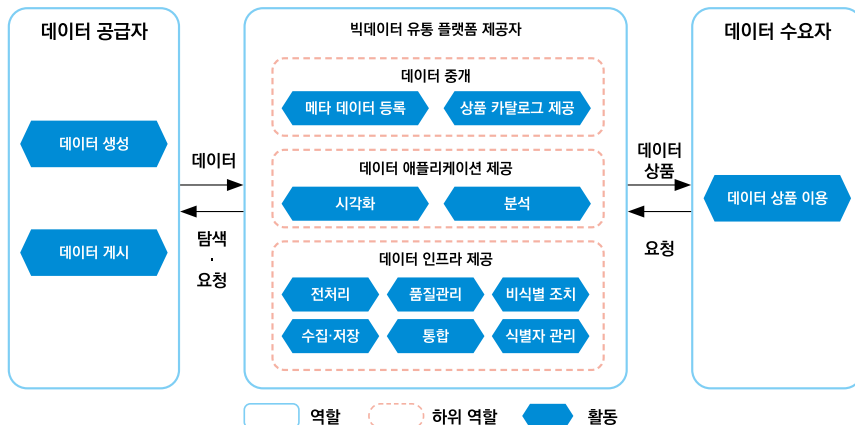 데이터 공급자
데이터 생성
데이터 게시
데이터
탐색
·
요청
빅데이터 유통 플랫폼 제공자
데이터 중개
메타 데이터 등록
상품 카탈로그 제공
데이터 애플리케이션 제공
시각화
분석
데이터 인프라 제공
전처리
품질관리
비식별 조치
수집·저장
통합
식별자 관리
데이터
상품
요청
데이터 수요자
데이터 상품 이용
역할
하위 역할
활동